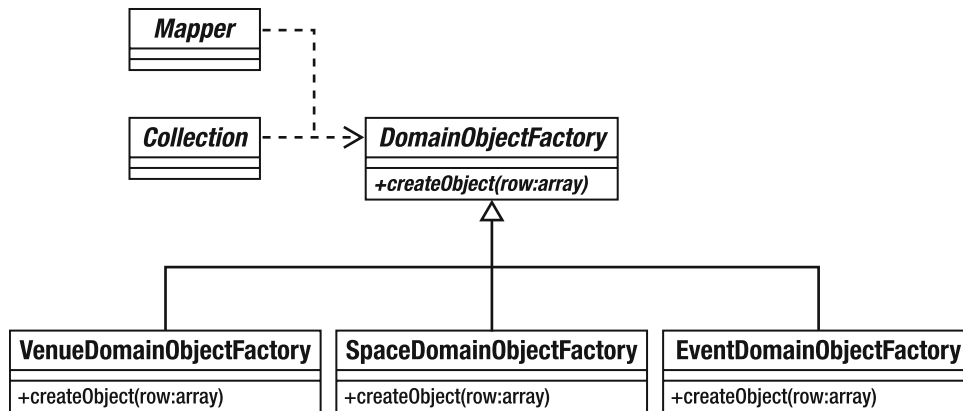 Mapper
Collection
DomainObjectFactory
+createObject(row:array)
VenueDomainObjectFactory
+createObject(row:array)
SpaceDomainObjectFactory
+createObject(row:array)
EventDomainObjectFactory
+createObject(row:array)